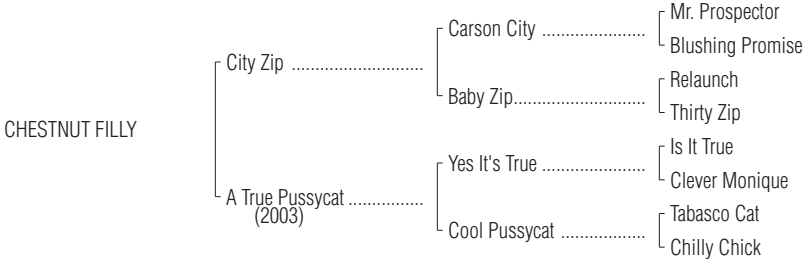 Mr. Prospector
Carson City ......................
Blushing Promise
City Zip ............................
Relaunch
Baby Zip............................
Thirty Zip
CHESTNUT FILLY
Is It True
Yes It's True ......................
Clever Monique
A True Pussycat ................
(2003)
Tabasco Cat
Cool Pussycat ..................
Chilly Chick